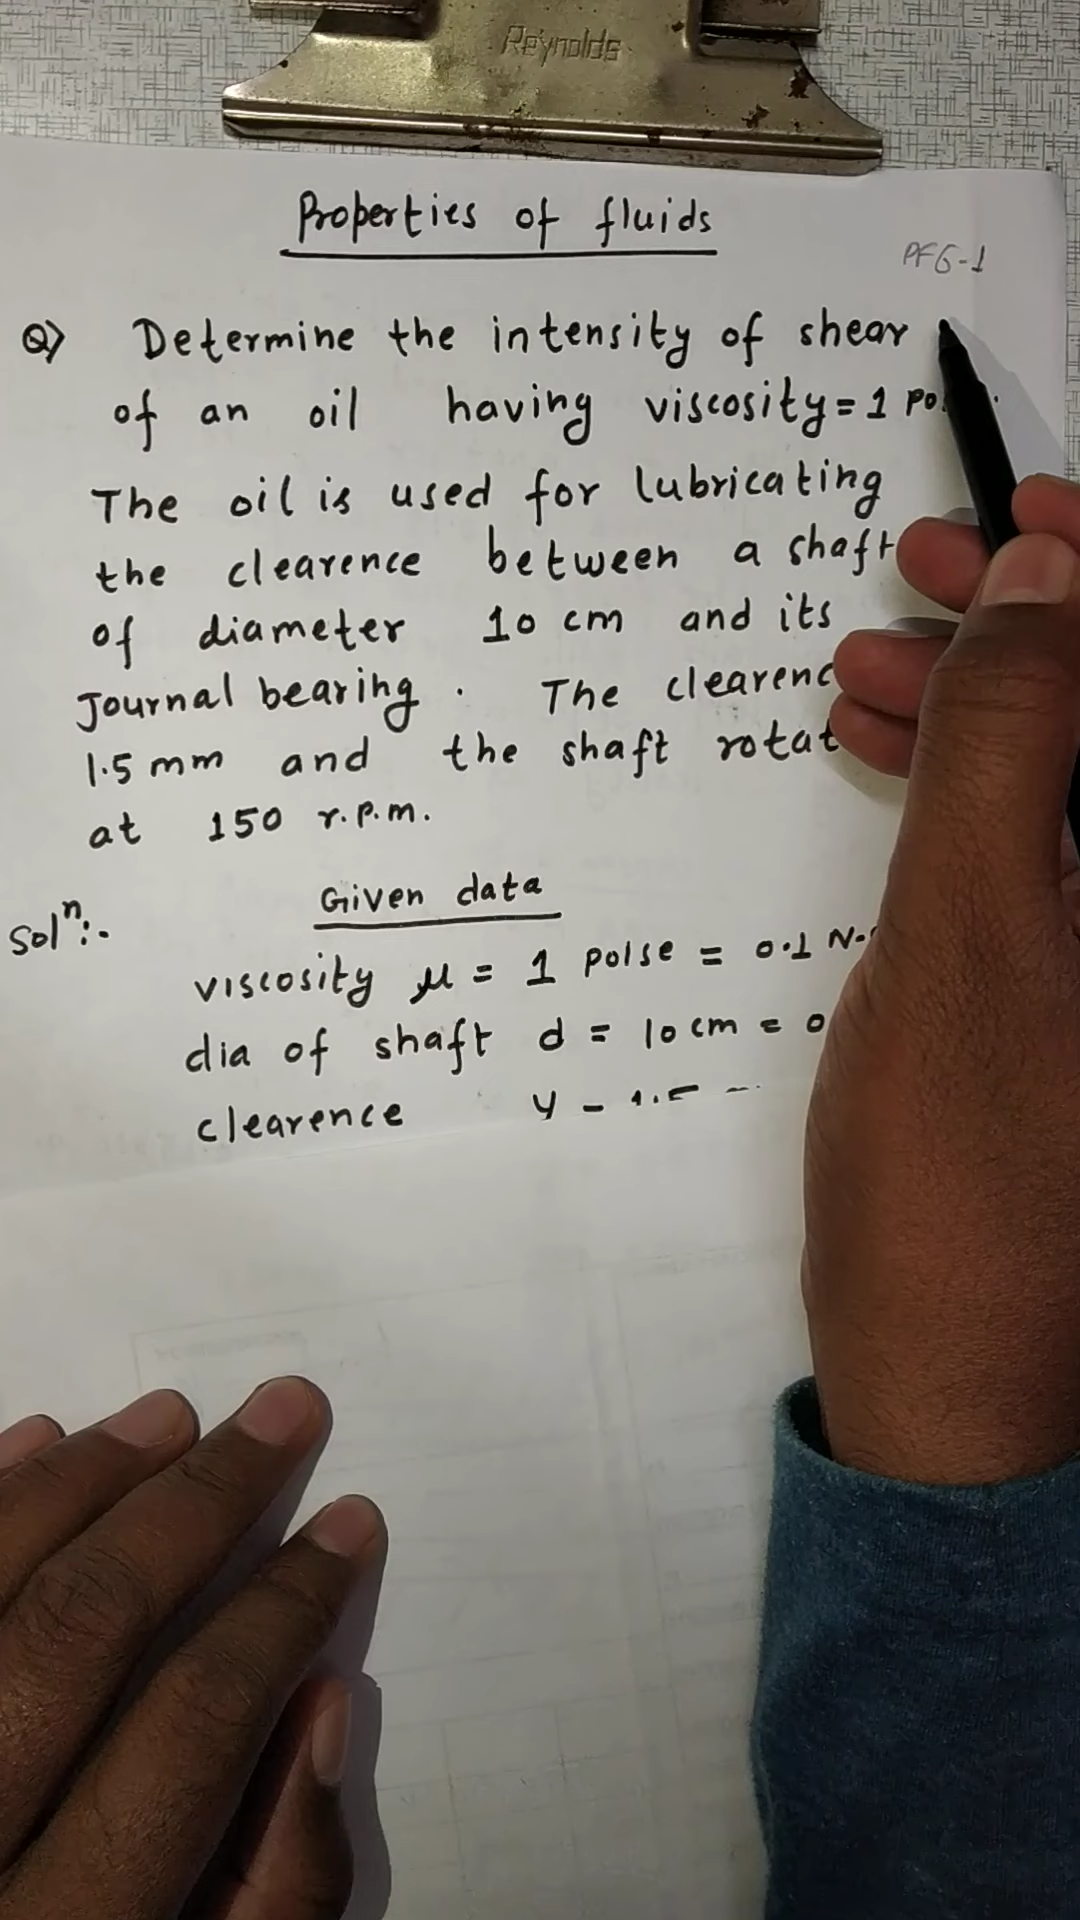 Reynolds
Properties of fluids
PFG-1
Q) Determine the intensity of shear
of an oil having viscosity = 1
The oil is used for lubricating
the clearence between a shaft
of diameter 10 cm and its
Journal bearing. The
1.5 mm and the shaft
at 150 r.p.m.
Given data
Solⁿ:-
viscosity μ = 1 poise = 0.1
dia of shaft d = 10 cm =
clearence y